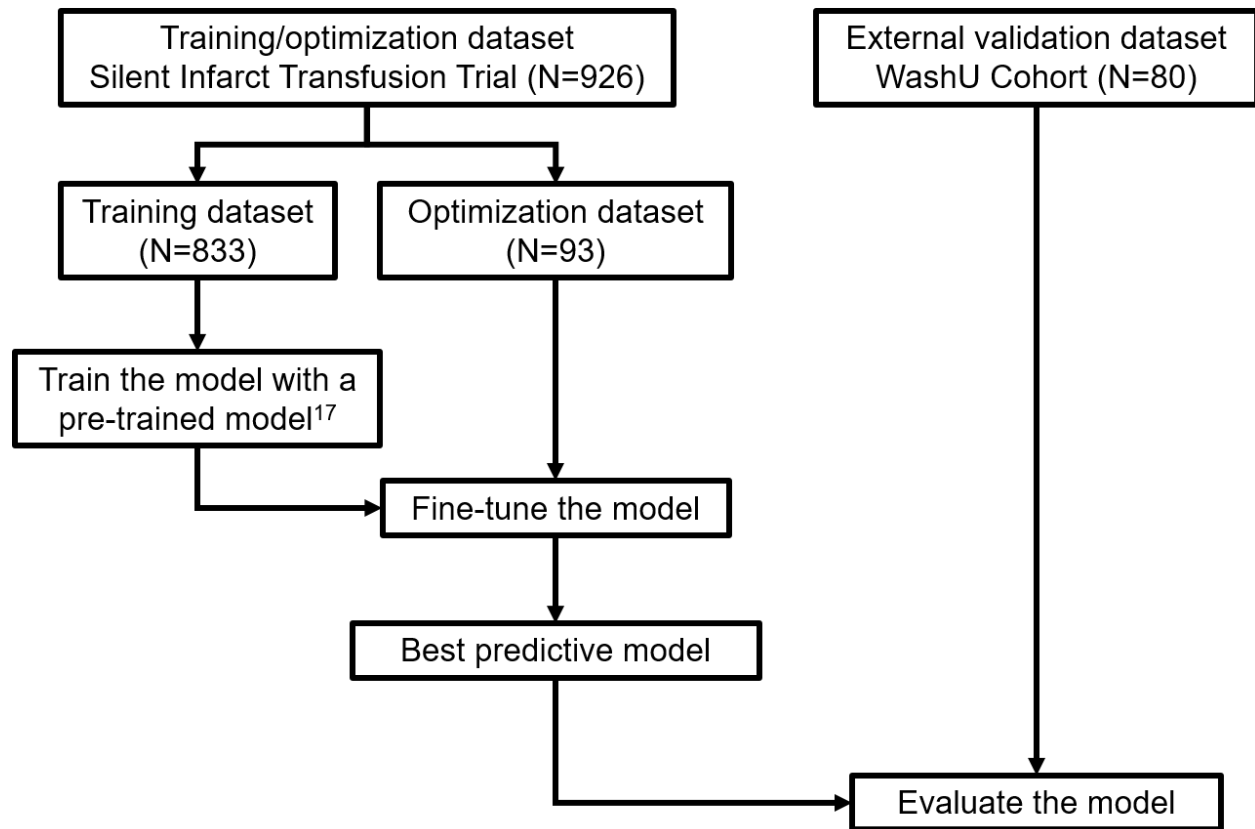 Training/optimization dataset
Silent Infarct Transfusion Trial (N=926)
External validation dataset
WashU Cohort (N=80)
Training dataset
(N=833)
Optimization dataset
(N=93)
Train the model with a
pre-trained model¹⁷
Fine-tune the model
Best predictive model
Evaluate the model